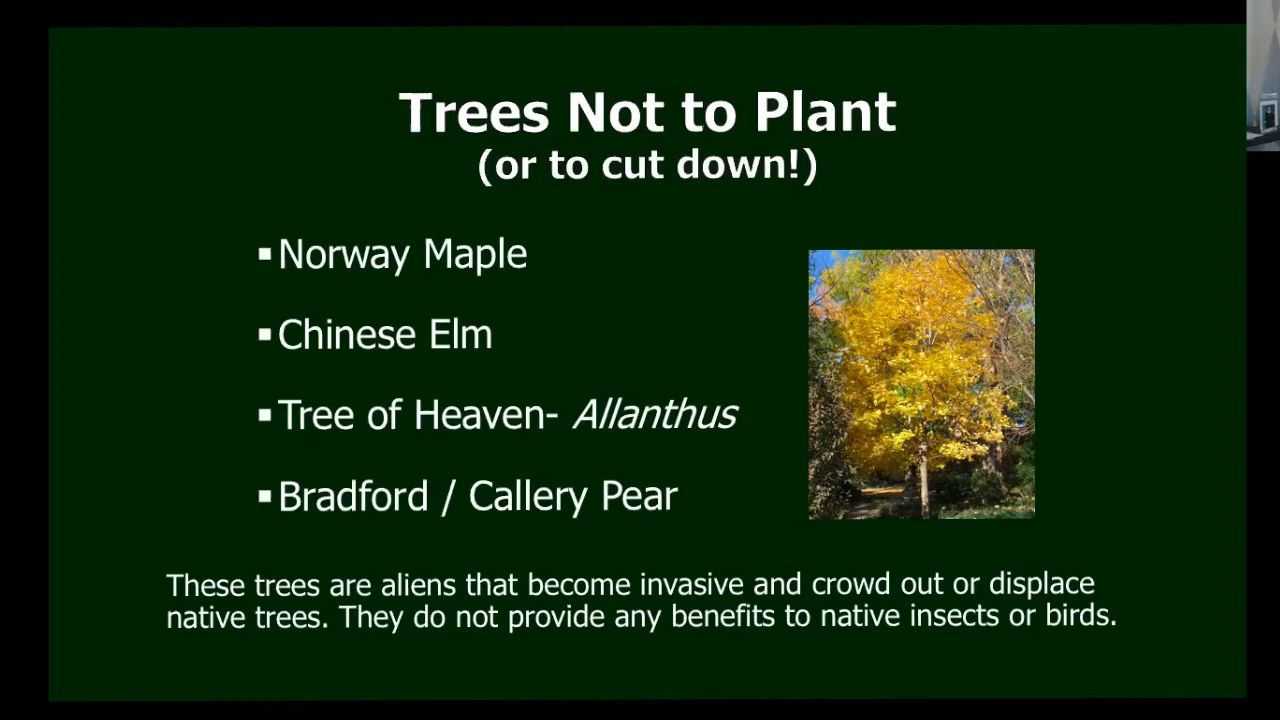 Trees Not to Plant
(or to cut down!)
▪Norway Maple
▪Chinese Elm
▪Tree of Heaven- Allanthus
▪Bradford / Callery Pear
These trees are aliens that become invasive and crowd out or displace
native trees. They do not provide any benefits to native insects or birds.